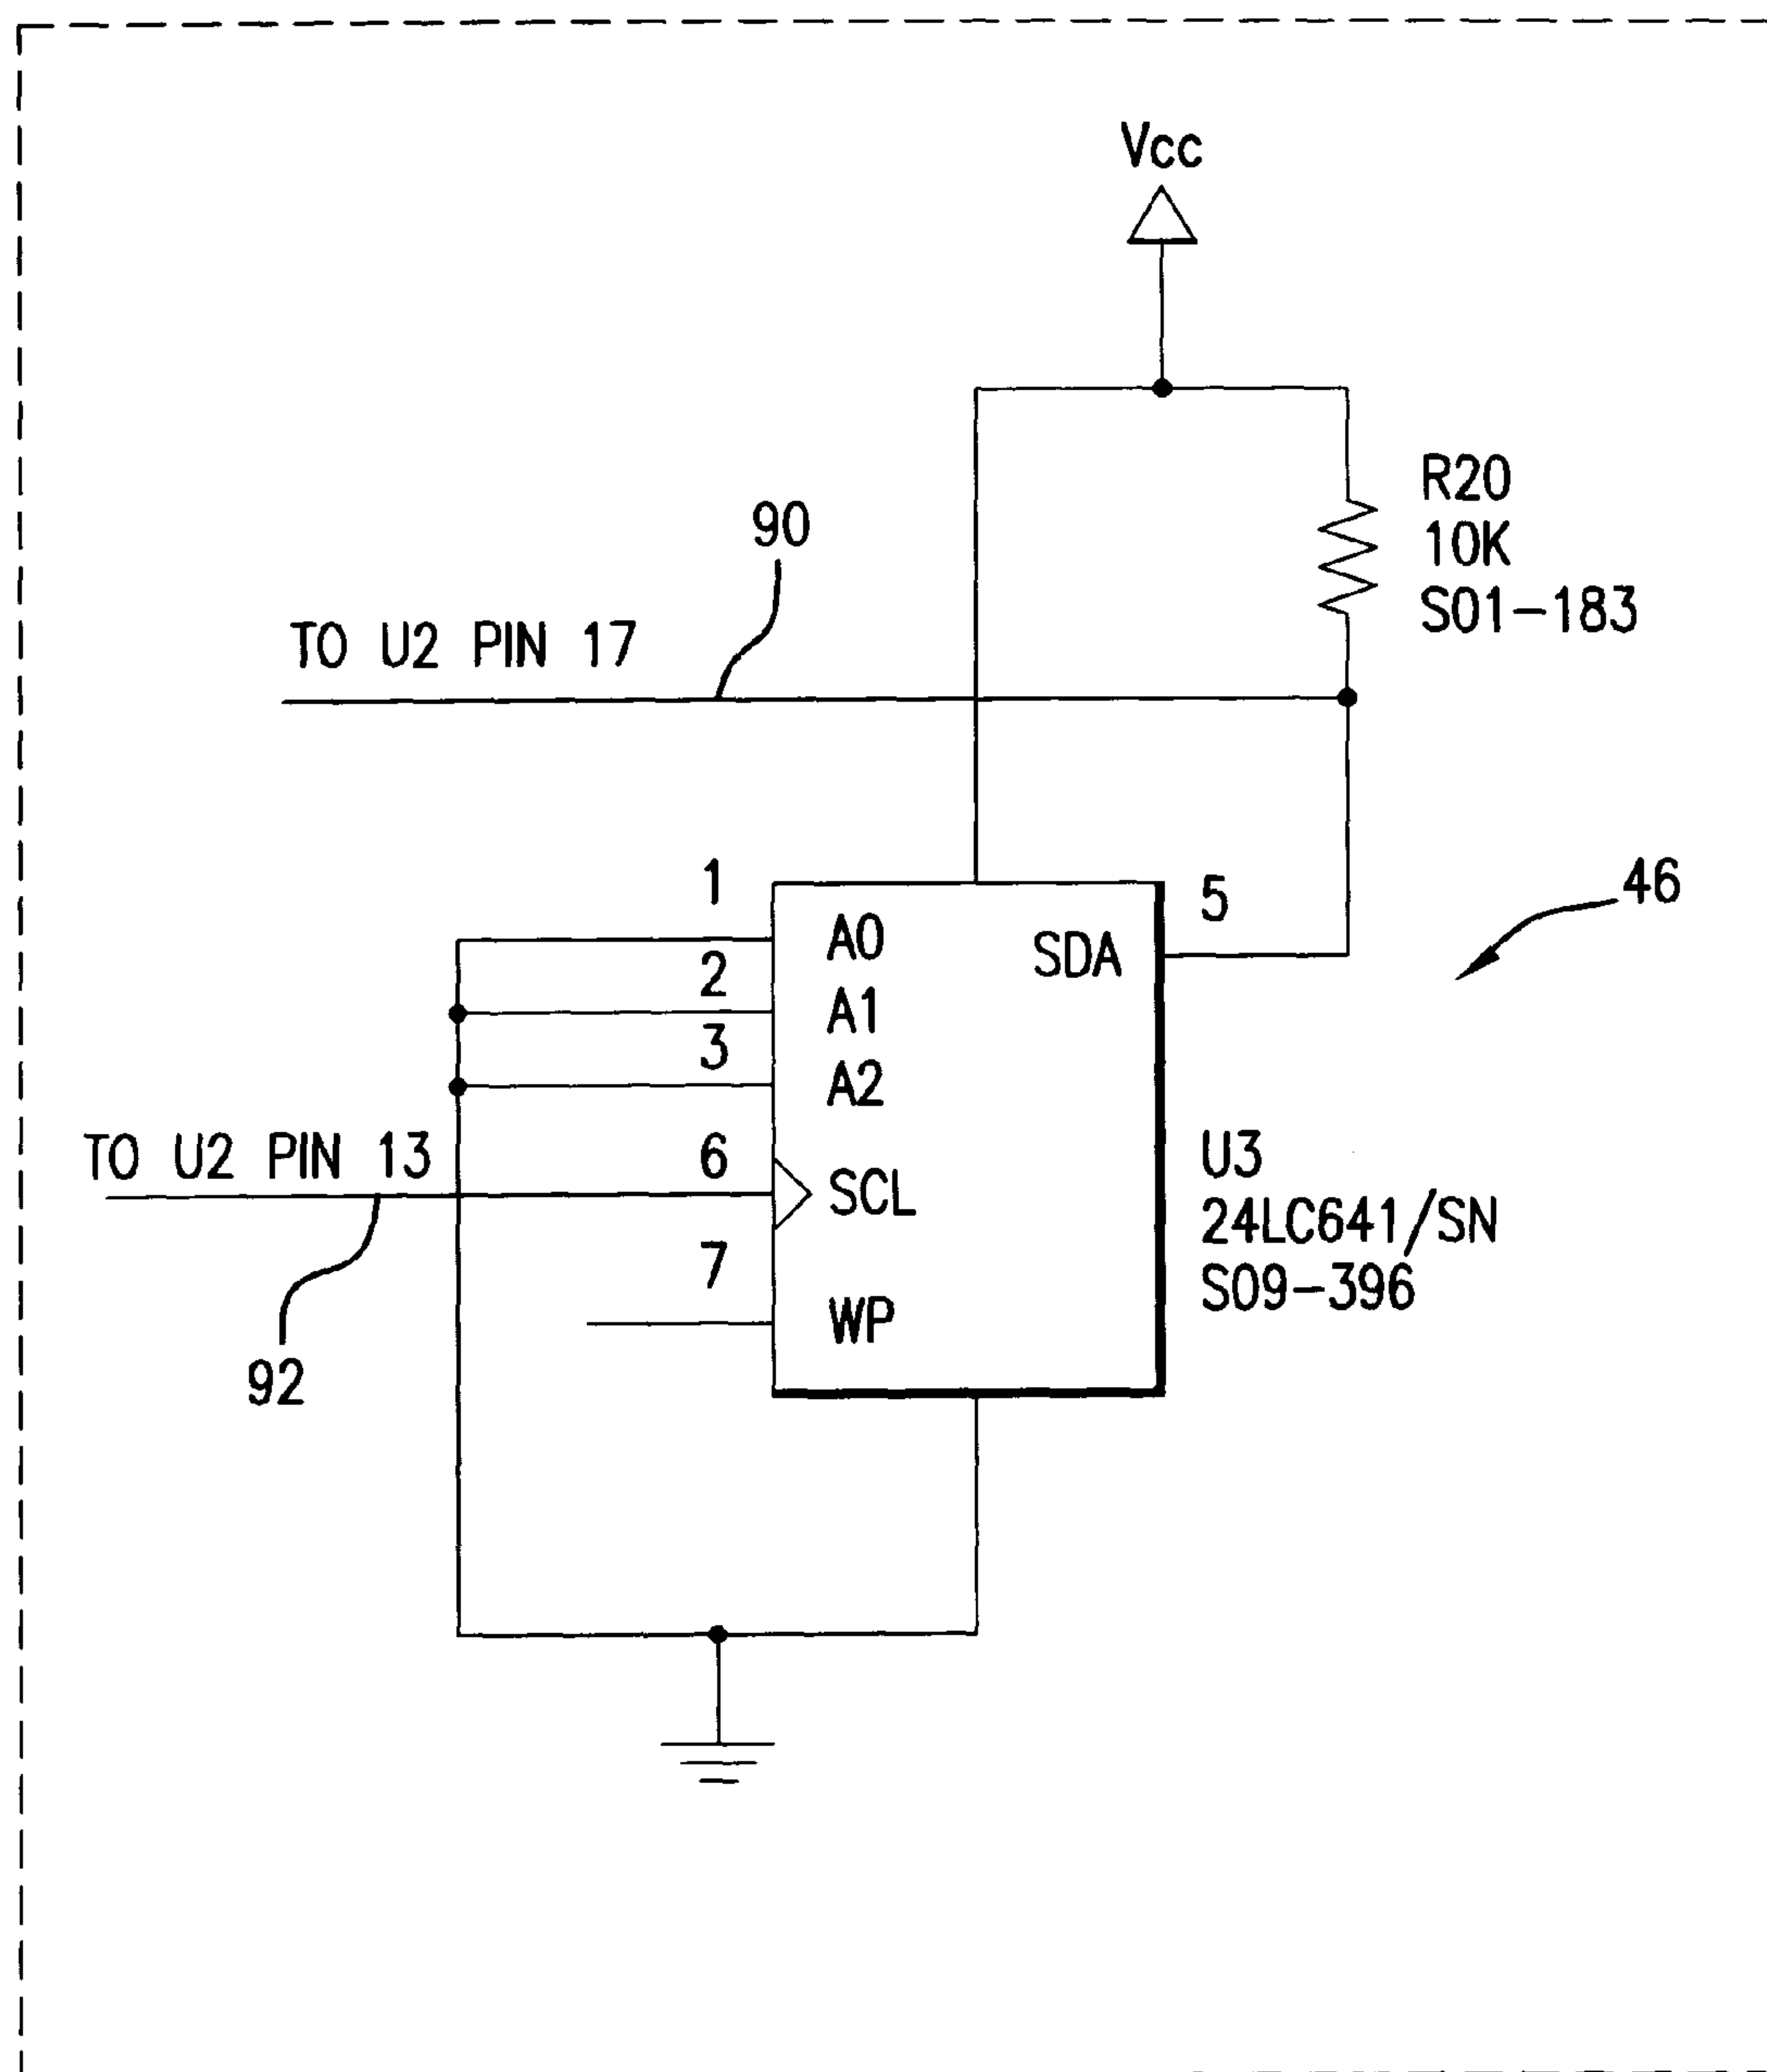 Vcc
R20
10K
S01-183
90
TO U2 PIN 17
46
1
A0
5
SDA
2
A1
3
A2
TO U2 PIN 13
6
SCL
U3
24LC641/SN
S09-396
7
WP
92